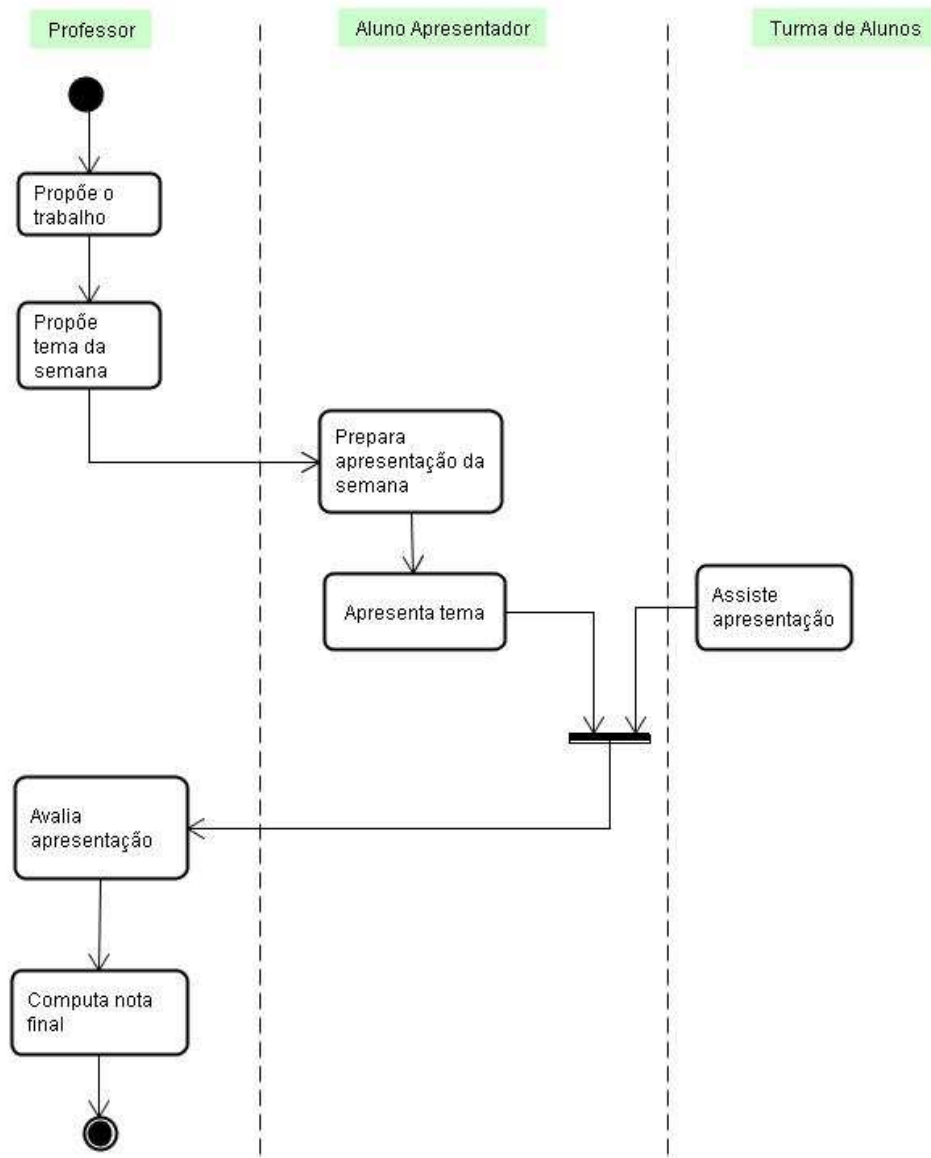 Professor
Aluno Apresentador
Turma de Alunos
Propõe o
trabalho
Propõe
tema da
semana
Prepara
apresentação da
semana
Apresenta tema
Assiste
apresentação
Avalia
apresentação
Computa nota
final